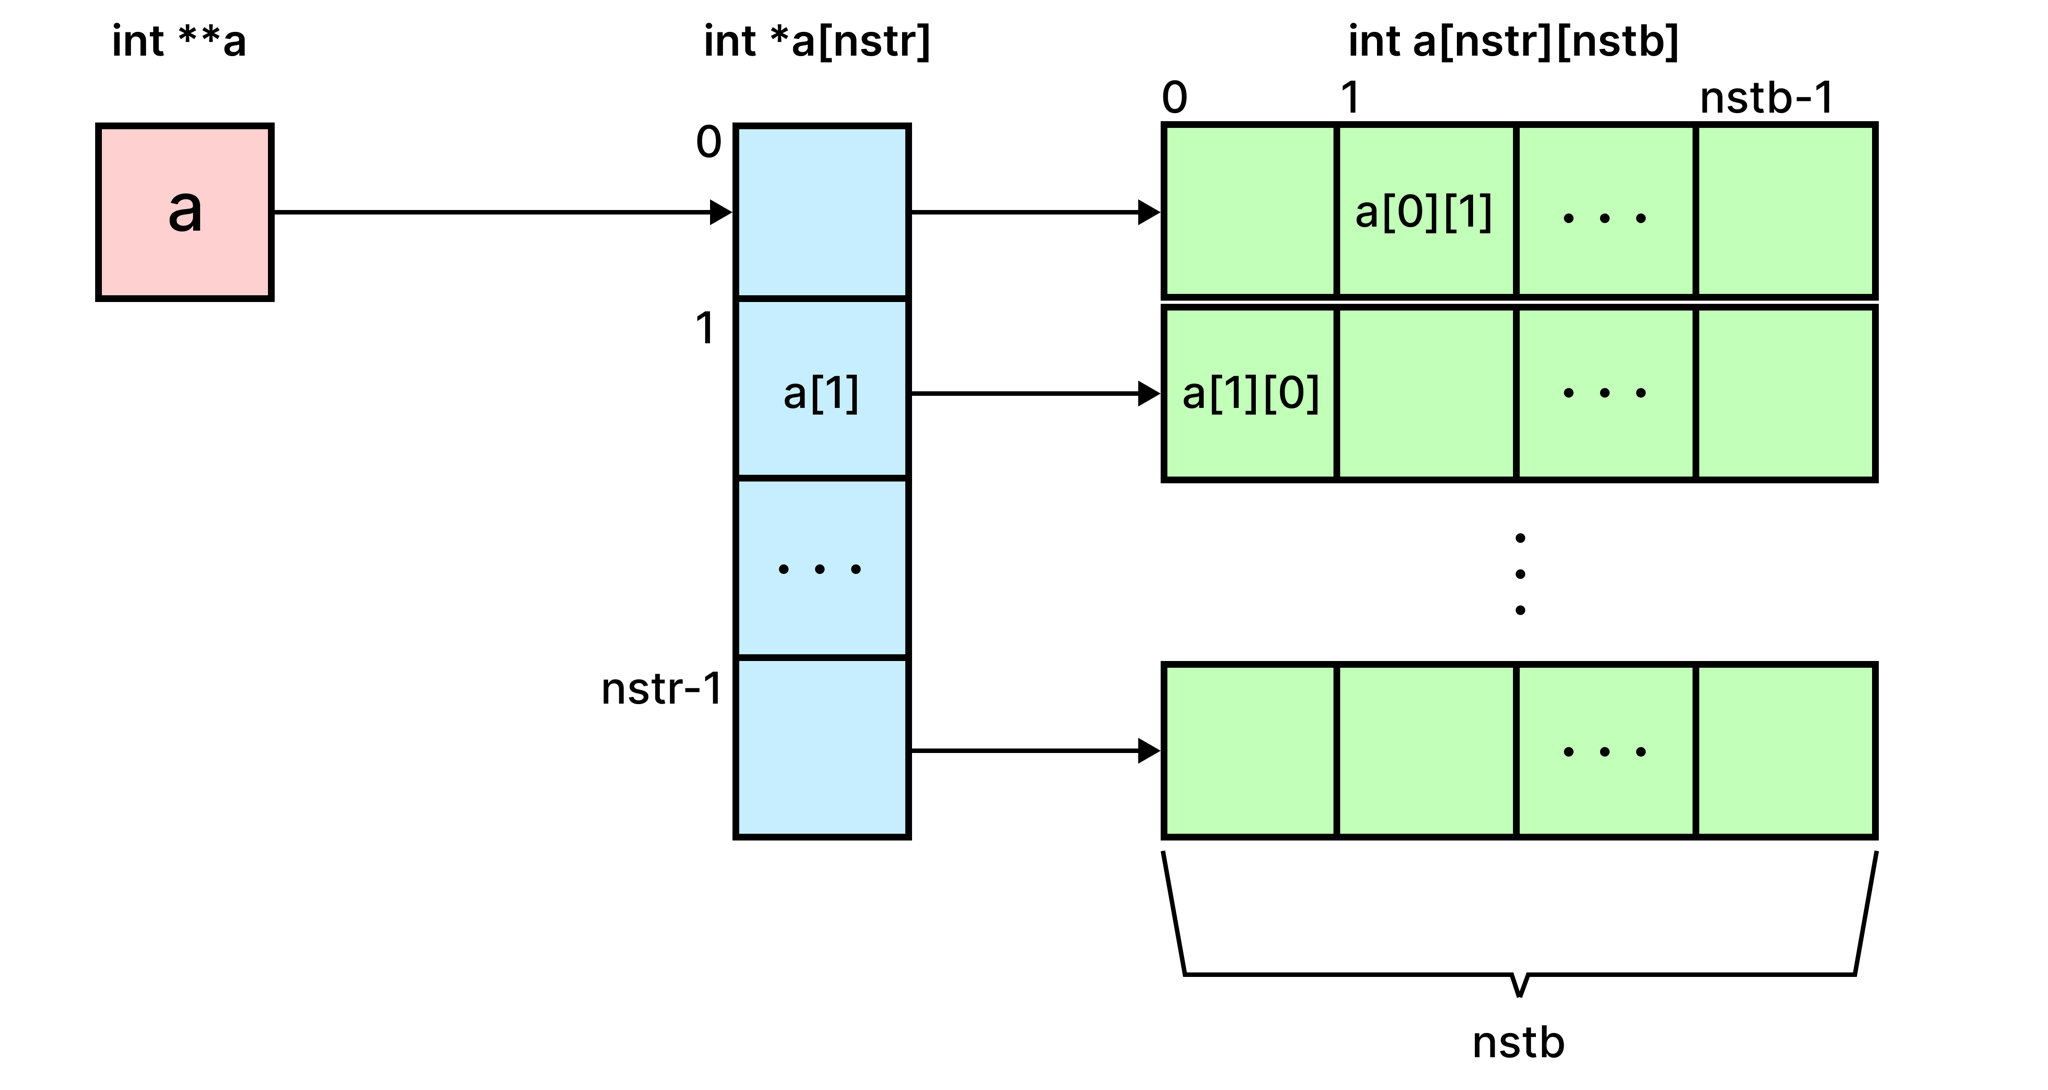 int **a
int *a[nstr]
int a[nstr][nstb]
0
1
nstb-1
a
0
a[0][1]
. . .
1
a[1]
a[1][0]
. . .
. . .
nstr-1
. . .
nstb